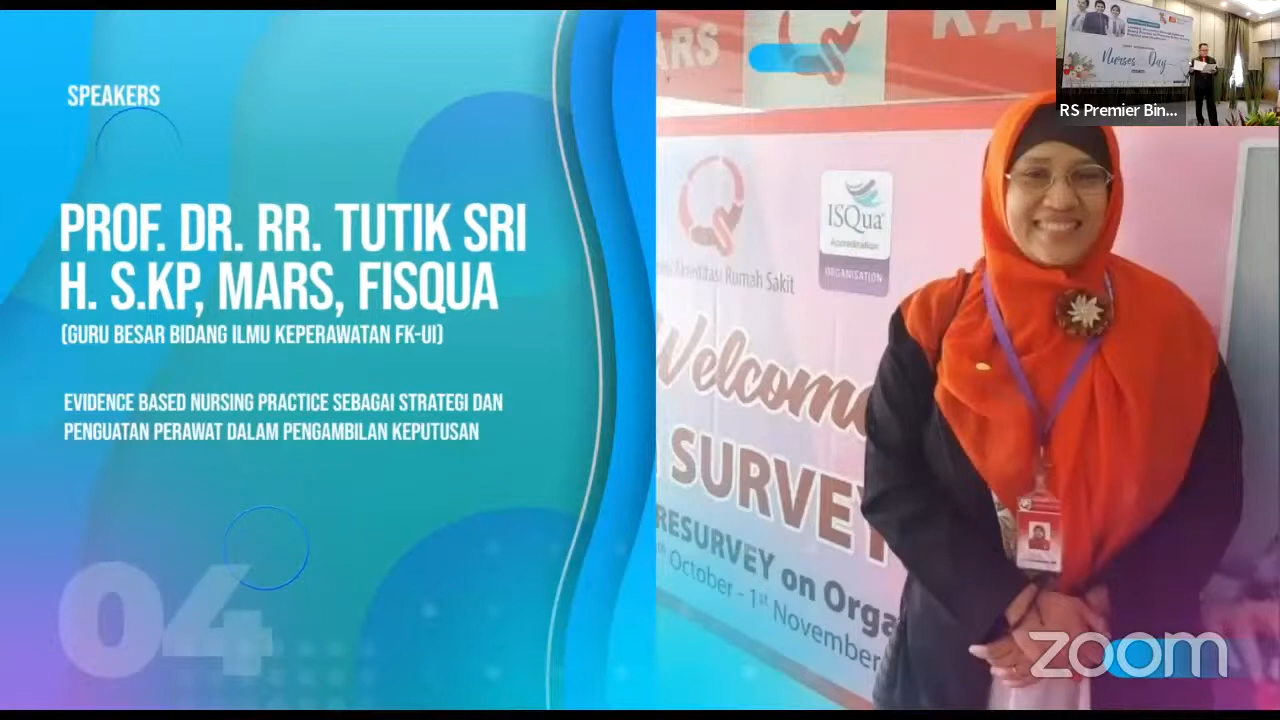 SPEAKERS
PROF. DR. RR. TUTIK SRI
H. S.KP, MARS, FISQUA
(GURU BESAR BIDANG ILMU KEPERAWATAN FK-UI)
EVIDENCE BASED NURSING PRACTICE SEBAGAI STRATEGI DAN
PENGUATAN PERAWAT DALAM PENGAMBILAN KEPUTUSAN
04
ARS
KAR
Akreditasi Rumah Sakit
ISQua
Accreditation
ORGANISATION
Welcome
SURVEY
RESURVEY on Orga
October - 1st November
Nurses Day
RS Premier Bin...
zoom